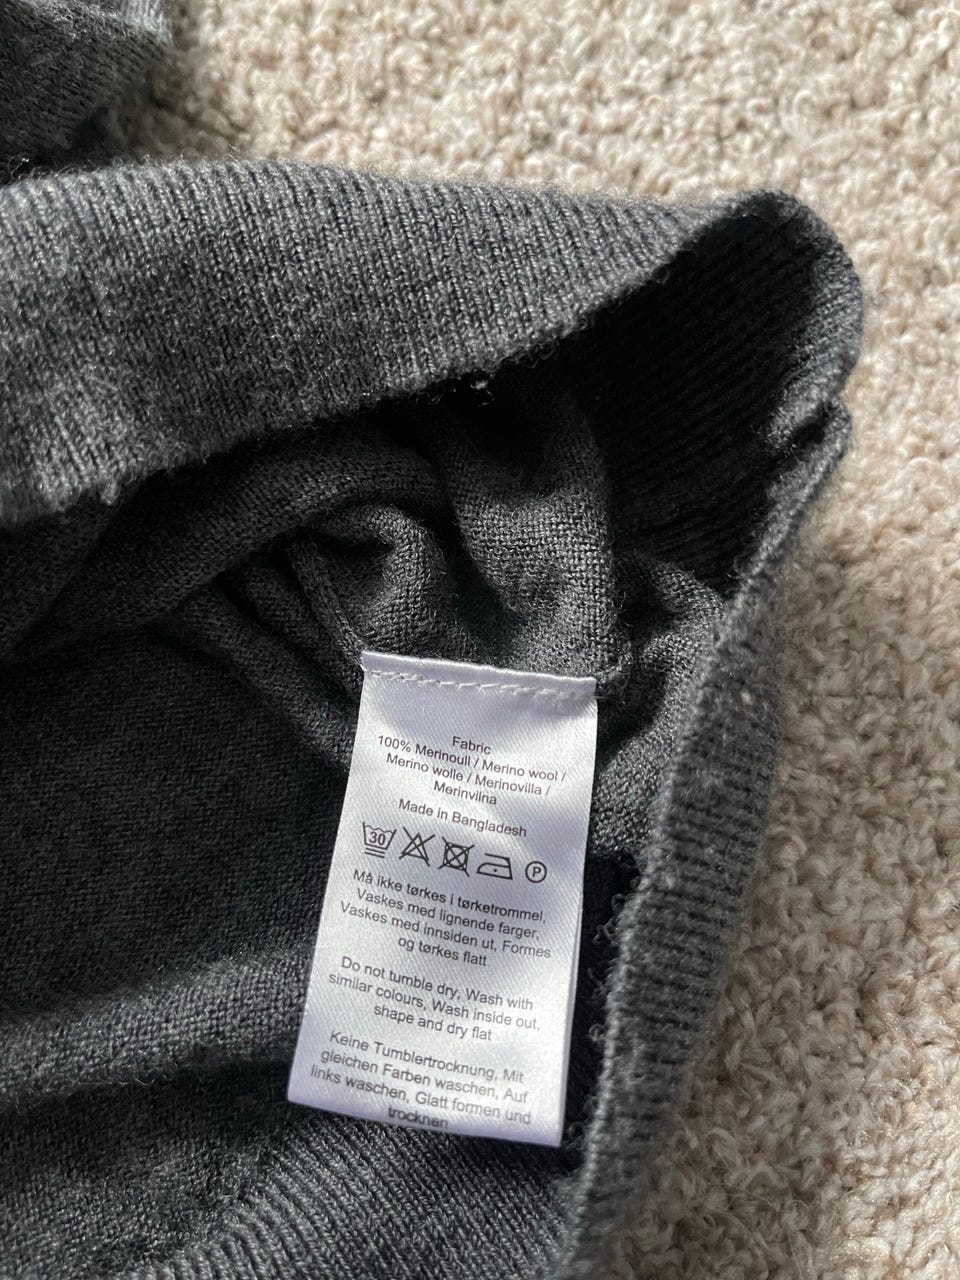 Fabric
100% Merinoull / Merino wool /
Merino wolle / Merinovilla /
Merinvilna
Made in Bangladesh
30 P
Må ikke tørkes i tørketrommel,
Vaskes med lignende farger,
Vaskes med innsiden ut, Formes
og tørkes flatt
Do not tumble dry, Wash with
similar colours, Wash inside out,
shape and dry flat
Keine Tumblertrocknung, Mit
gleichen Farben waschen, Auf
links waschen, Glatt formen und
trocknen